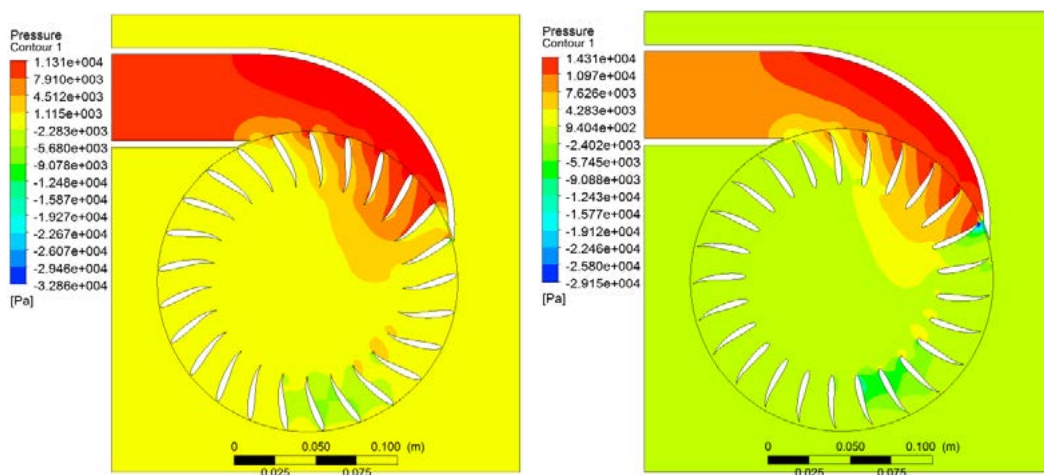 Pressure
Contour 1
1.131e+004
7.910e+003
4.512e+003
1.115e+003
-2.283e+003
-5.680e+003
-9.078e+003
-1.248e+004
-1.587e+004
-1.927e+004
-2.267e+004
-2.607e+004
-2.946e+004
-3.286e+004
[Pa]
0 0.050 0.100 (m)
0.025 0.075
Pressure
Contour 1
1.431e+004
1.097e+004
7.626e+003
4.283e+003
9.404e+002
-2.402e+003
-5.745e+003
-9.088e+003
-1.243e+004
-1.577e+004
-1.912e+004
-2.246e+004
-2.580e+004
-2.915e+004
[Pa]
0 0.050 0.100 (m)
0.025 0.075